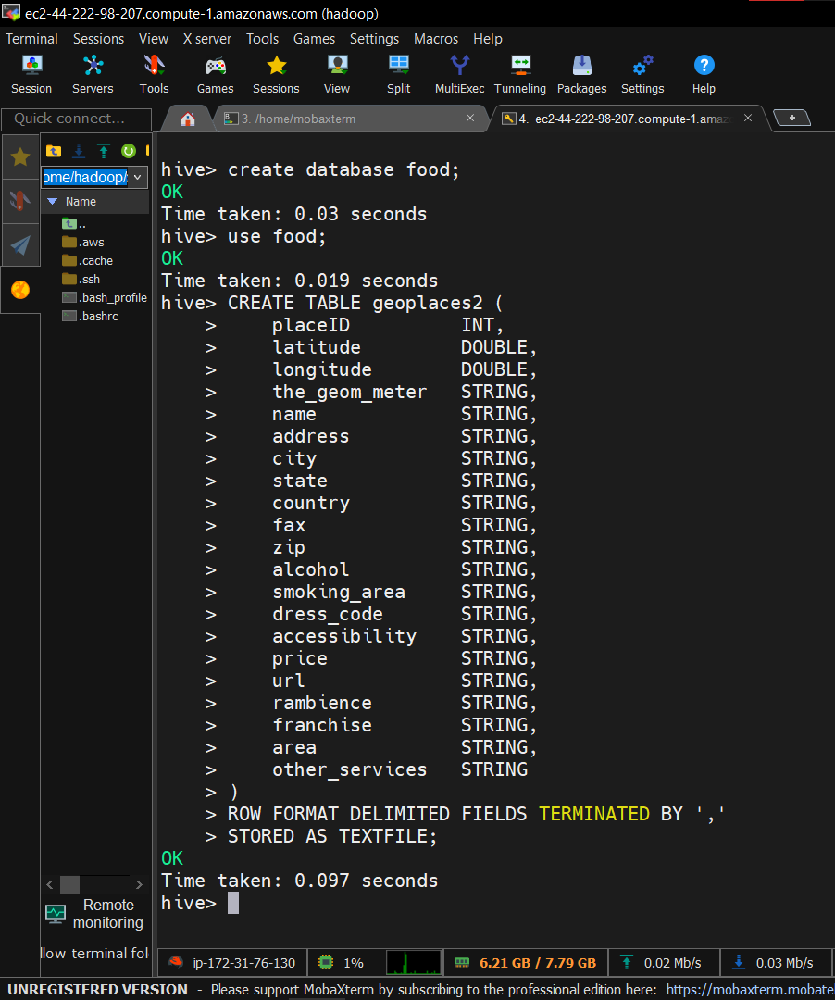 ec2-44-222-98-207.compute-1.amazonaws.com (hadoop)
Terminal Sessions View X server Tools Games Settings Macros Help
Session Servers Tools Games Sessions View Split MultiExec Tunneling Packages Settings Help
Quick connect...
3. /home/mobaxterm
4. ec2-44-222-98-207.compute-1.amaz
ome/hadoop/
Name
..
.aws
.cache
.ssh
.bash_profile
.bashrc
hive> create database food;
OK
Time taken: 0.03 seconds
hive> use food;
OK
Time taken: 0.019 seconds
hive> CREATE TABLE geoplaces2 (
    >     placeID          INT,
    >     latitude         DOUBLE,
    >     longitude        DOUBLE,
    >     the_geom_meter   STRING,
    >     name             STRING,
    >     address          STRING,
    >     city             STRING,
    >     state            STRING,
    >     country          STRING,
    >     fax              STRING,
    >     zip              STRING,
    >     alcohol          STRING,
    >     smoking_area     STRING,
    >     dress_code       STRING,
    >     accessibility    STRING,
    >     price            STRING,
    >     url              STRING,
    >     rambience        STRING,
    >     franchise        STRING,
    >     area             STRING,
    >     other_services   STRING
    > )
    > ROW FORMAT DELIMITED FIELDS TERMINATED BY ','
    > STORED AS TEXTFILE;
OK
Time taken: 0.097 seconds
hive>
Remote
monitoring
llow terminal fol
ip-172-31-76-130 1% 6.21 GB / 7.79 GB 0.02 Mb/s 0.03 Mb/s
UNREGISTERED VERSION - Please support MobaXterm by subscribing to the professional edition here: https://mobaxterm.mobate